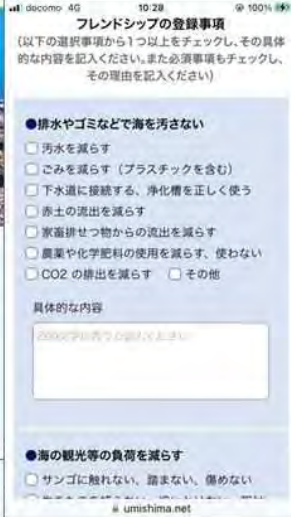 docomo 4G 10:28 100%
フレンドシップの登録事項
(以下の選択事項から1つ以上をチェックし、その具体
的な内容を記入ください。また必須事項もチェックし、
その理由を記入ください)
●排水やゴミなどで海を汚さない
汚水を減らす
ごみを減らす（プラスチックを含む）
下水道に接続する、浄化槽を正しく使う
赤土の流出を減らす
家畜排せつ物からの流出を減らす
農薬や化学肥料の使用を減らす、使わない
CO2 の排出を減らす その他
具体的な内容
●海の観光等の負荷を減らす
サンゴに触れない、踏まない、傷めない
umishima.net